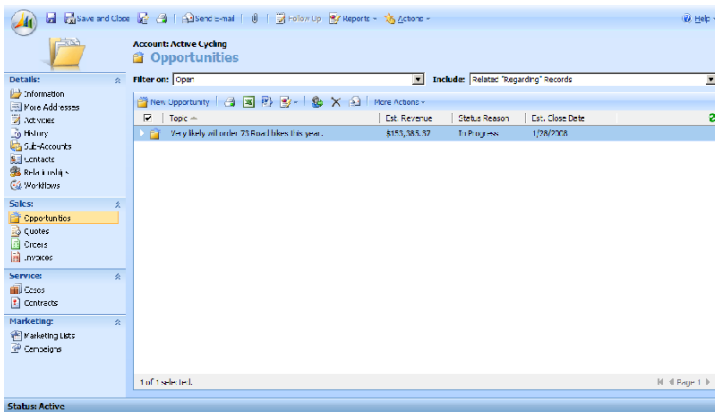 Save and Close Send E-mail Follow Up Reports Actions Help
Account: Active Cycling
Opportunities
Details:
Filter on: Open Include: Related "Regarding" Records
Information
More Addresses
Activities
History
Sub-Accounts
Contacts
Relationships
Workflows
New Opportunity More Actions
Topic Est. Revenue Status Reason Est. Close Date
Very likely will order 73 Road bikes this year. In Progress 1/28/2008
Sales:
Opportunities
Quotes
Orders
Invoices
Service:
Cases
Contracts
Marketing:
Marketing Lists
Campaigns
1 of 1 selected. Page 1
Status: Active